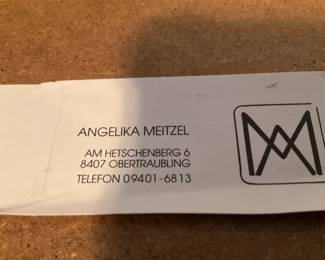 ANGELIKA MEITZEL
AM HETSCHENBERG 6
8407 OBERTRAUBLING
TELEFON 09401-6813